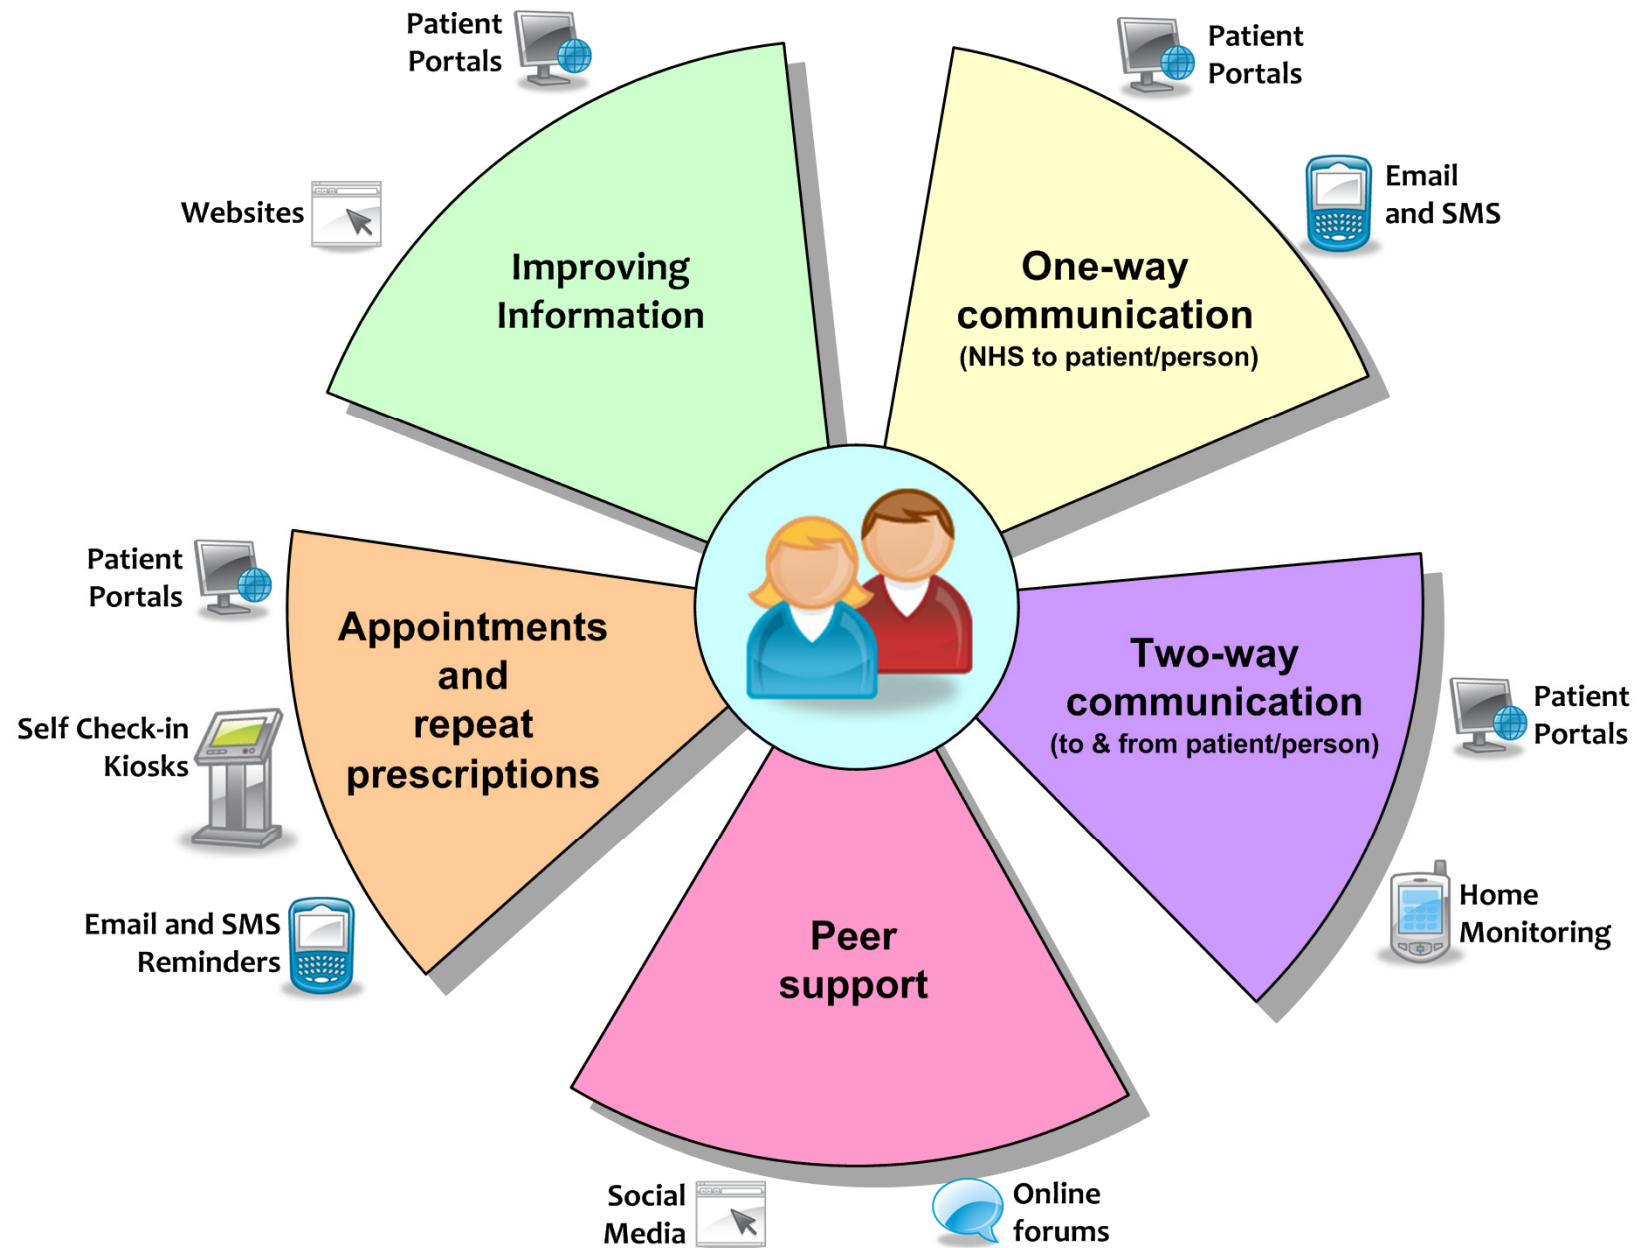 Patient
Portals
Websites
Improving
Information
Patient
Portals
Email
and SMS
One-way
communication
(NHS to patient/person)
Patient
Portals
Self Check-in
Kiosks
Email and SMS
Reminders
Appointments
and
repeat
prescriptions
Two-way
communication
(to & from patient/person)
Patient
Portals
Home
Monitoring
Peer
support
Social
Media
Online
forums